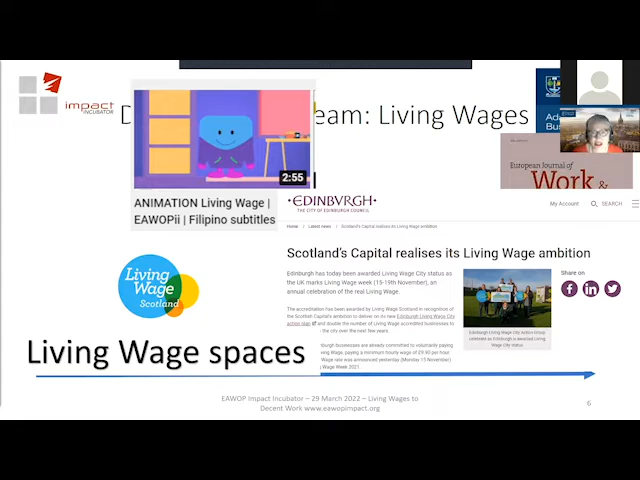 impact
INCUBATOR
D
eam: Living Wages
2:55
ANIMATION Living Wage |
EAWOPii | Filipino subtitles
Ad
Bu
European Journal of
Work &
·EDINBVRGH·
THE CITY OF EDINBURGH COUNCIL
My Account
SEARCH
Home
Latest news
Scotland's Capital realises its Living Wage ambition
Scotland's Capital realises its Living Wage ambition
Edinburgh has today been awarded Living Wage City status as
the UK marks Living Wage week (15-19th November), an
annual celebration of the real Living Wage.
The accreditation has been awarded by Living Wage Scotland in recognition of
the Scottish Capital's ambition to deliver on its new Edinburgh Living Wage City
action plan and double the number of Living Wage accredited businesses to
the city over the next few years.
burgh businesses are already committed to voluntarily paying
Living Wage, paying a minimum hourly wage of £9.90 per hour
Wage rate was announced yesterday (Monday 15 November)
Wage Week 2021.
Edinburgh Living Wage City Action Group
celebrate as Edinburgh is awarded Living
Wage City status
Share on
Living
Wage
Scotland
Living Wage spaces
EAWOP Impact Incubator – 29 March 2022 – Living Wages to
Decent Work www.eawopimpact.org
6